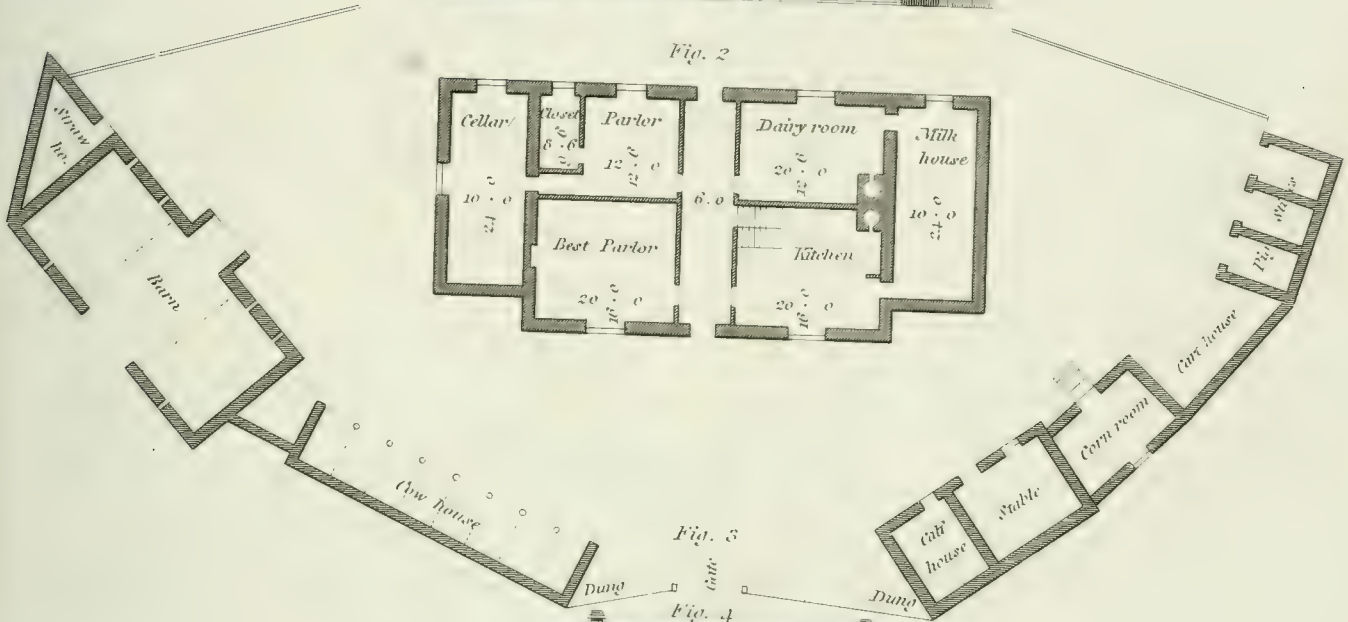 Fig. 2
Cellar
10 . 0
24
Closet
8 . 6
Parlor
12 . 6
12 . 0
Best Parlor
20 . 0
16 . 0
6 . 0
Dairy room
20 . 0
12 . 6
Milk
house
10 . 0
24 . 0
Kitchen
20 . 0
16 . 0
Straw
ho.
Barn
Cow house
Dung
Fig. 3
Gate
Fig. 4
Dung
Calf
house
Stable
Corn room
Cart house
Pig